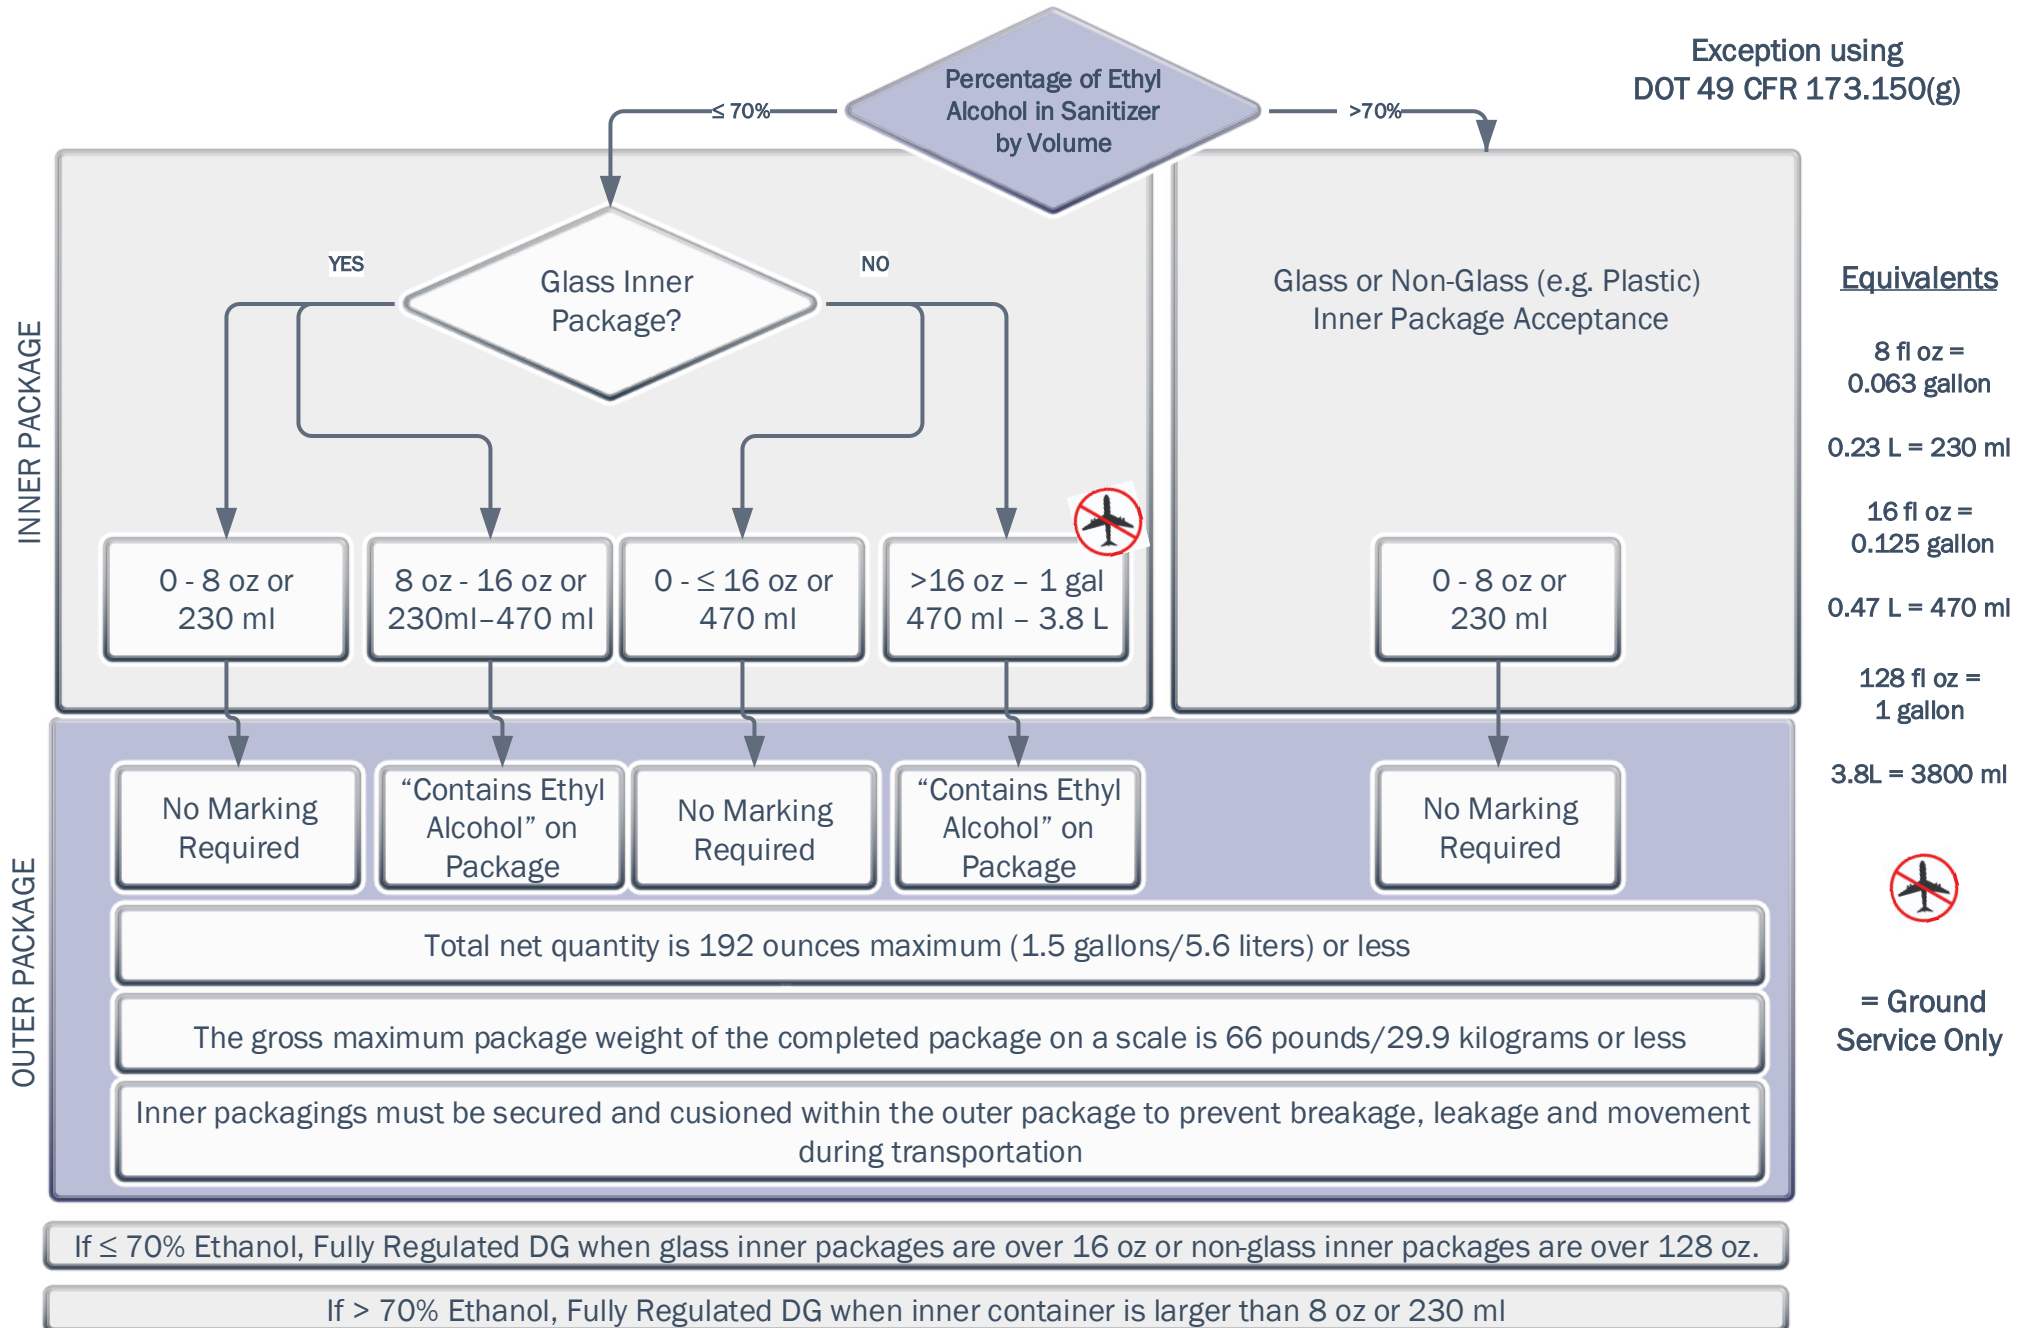 Percentage of Ethyl
Alcohol in Sanitizer
by Volume
Exception using
DOT 49 CFR 173.150(g)
≤ 70%
>70%
INNER PACKAGE
YES
NO
Glass Inner
Package?
Glass or Non-Glass (e.g. Plastic)
Inner Package Acceptance
0 - 8 oz or
230 ml
8 oz - 16 oz or
230ml–470 ml
0 - ≤ 16 oz or
470 ml
>16 oz – 1 gal
470 ml – 3.8 L
0 - 8 oz or
230 ml
Equivalents
8 fl oz =
0.063 gallon
0.23 L = 230 ml
16 fl oz =
0.125 gallon
0.47 L = 470 ml
128 fl oz =
1 gallon
3.8L = 3800 ml
= Ground
Service Only
OUTER PACKAGE
No Marking
Required
“Contains Ethyl
Alcohol” on
Package
No Marking
Required
“Contains Ethyl
Alcohol” on
Package
No Marking
Required
Total net quantity is 192 ounces maximum (1.5 gallons/5.6 liters) or less
The gross maximum package weight of the completed package on a scale is 66 pounds/29.9 kilograms or less
Inner packagings must be secured and cusioned within the outer package to prevent breakage, leakage and movement
during transportation
If ≤ 70% Ethanol, Fully Regulated DG when glass inner packages are over 16 oz or non-glass inner packages are over 128 oz.
If > 70% Ethanol, Fully Regulated DG when inner container is larger than 8 oz or 230 ml